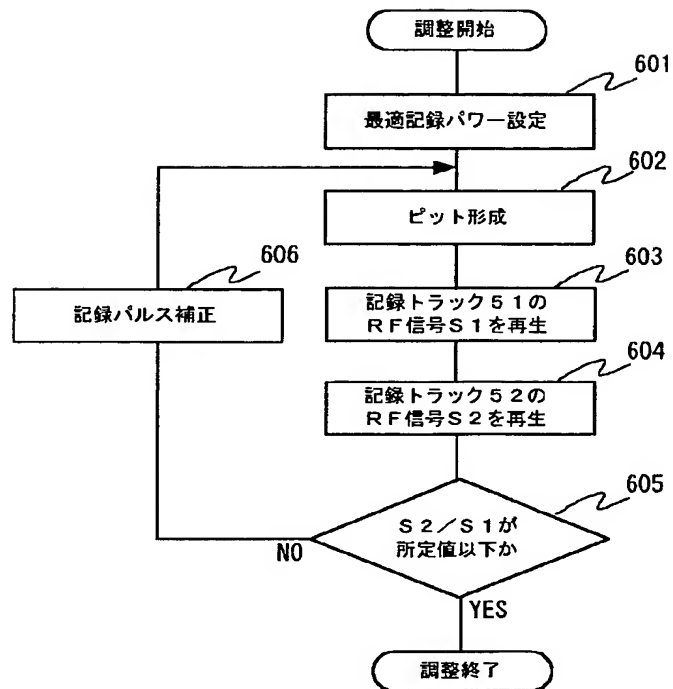 調整開始
601
最適記録パワー設定
602
ピット形成
606
記録パルス補正
603
記録トラック51の
RF信号S1を再生
604
記録トラック52の
RF信号S2を再生
605
S2/S1が
所定値以下か
NO
YES
調整終了